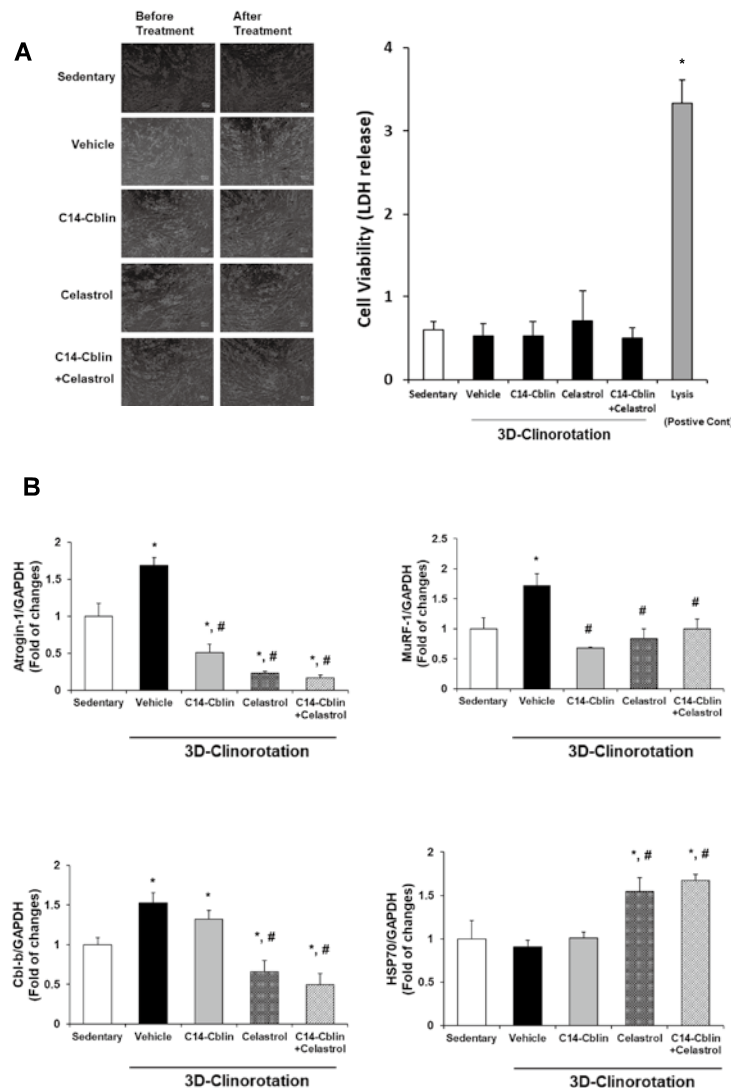 Before
Treatment
After
Treatment
A
Sedentary
Vehicle
C14-Cblin
Celastrol
C14-Cblin
+Celastrol
Cell Viability (LDH release)
4
3
2
1
0
*
Sedentary Vehicle C14-Cblin Celastrol C14-Cblin Lysis
+Celastrol
(Postive Cont)
3D-Clinorotation
B
Atrogin-1/GAPDH
(Fold of changes)
2
1.5
1
0.5
0
*
*, #
*, #
*, #
Sedentary Vehicle C14-Cblin Celastrol C14-Cblin
+Celastrol
3D-Clinorotation
MuRF-1/GAPDH
(Fold of changes)
2.5
2
1.5
1
0.5
0
*
#
#
#
Sedentary Vehicle C14-Cblin Celastrol C14-Cblin
+Celastrol
3D-Clinorotation
Cbl-b/GAPDH
(Fold of changes)
2
1.5
1
0.5
0
*
*
*, #
*, #
Sedentary Vehicle C14-Cblin Celastrol C14-Cblin
+Celastrol
3D-Clinorotation
HSP70/GAPDH
(Fold of changes)
2
1.5
1
0.5
0
*, #
*, #
Sedentary Vehicle C14-Cblin Celastrol C14-Cblin
+Celastrol
3D-Clinorotation